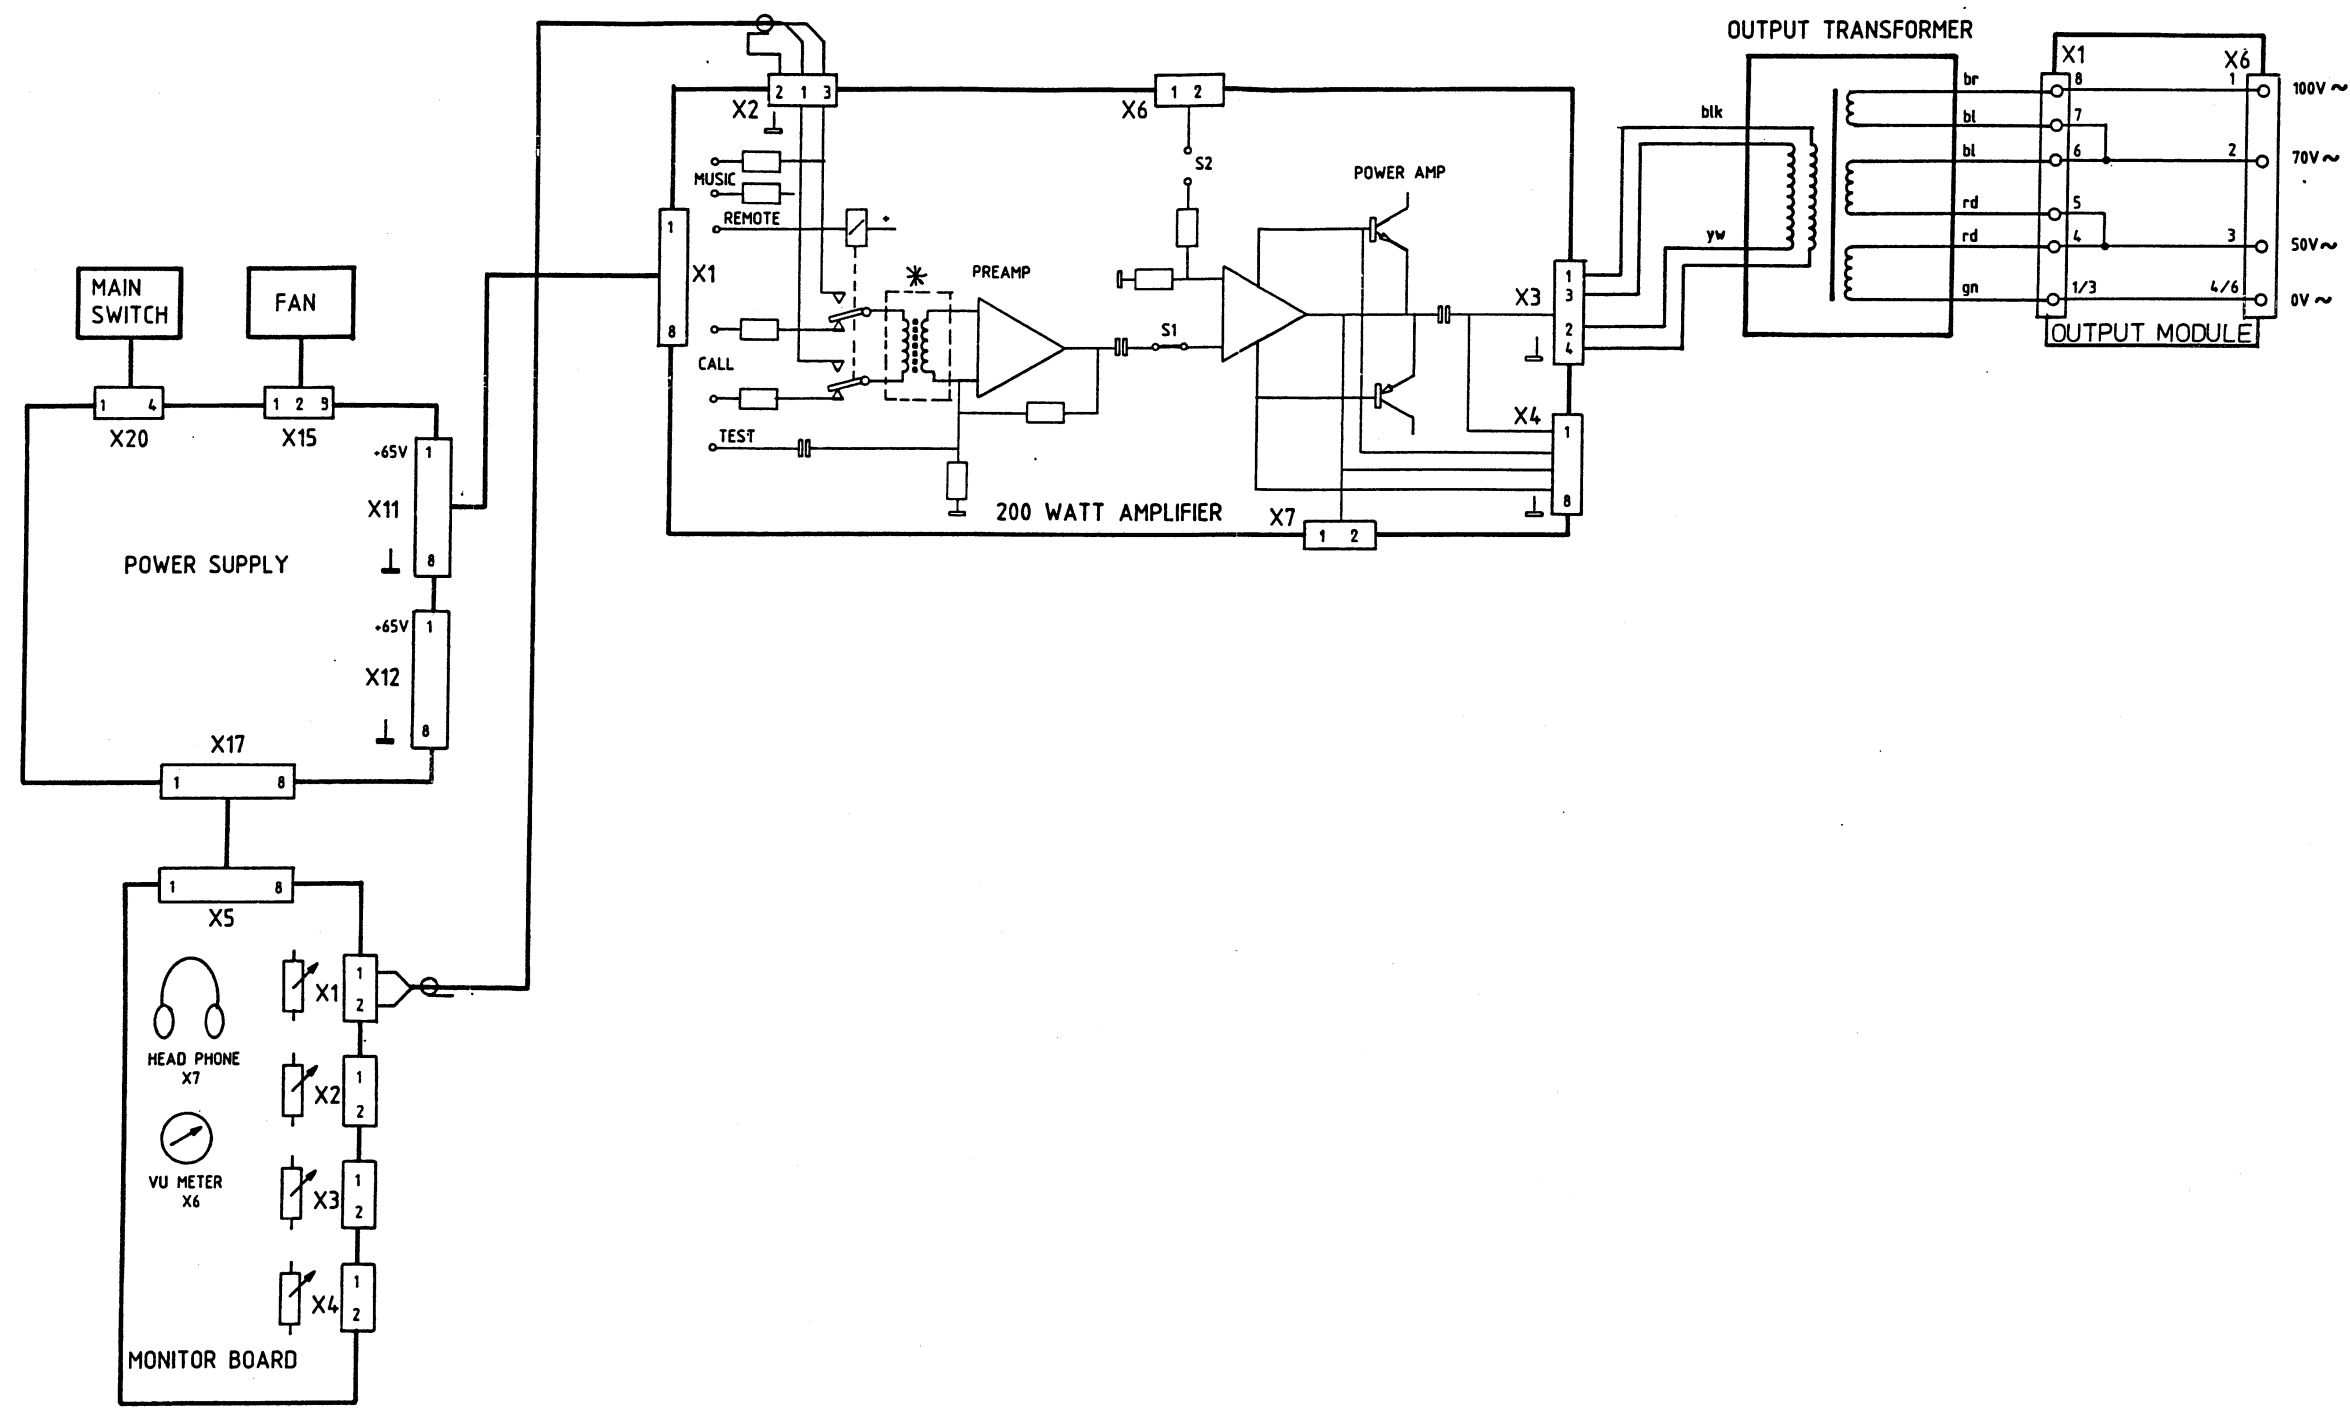 MAIN
SWITCH
FAN
1 4
X20
1 2 9
X15
+65V
1
X11
8
POWER SUPPLY
+65V
1
X12
8
X17
1 8
1 8
X5
HEAD PHONE
X7
VU METER
X6
X1
1
2
X2
1
2
X3
1
2
X4
1
2
MONITOR BOARD
2 1 3
X2
MUSIC
REMOTE
+
1
X1
8
CALL
TEST
*
PREAMP
S1
1 2
X6
S2
POWER AMP
200 WATT AMPLIFIER
X7
1 2
X3
1
3
2
4
X4
1
8
OUTPUT TRANSFORMER
blk
yw
br
bl
bl
rd
rd
gn
X1
8
7
6
5
4
1/3
X6
1
2
3
4/6
100V~
70V~
50V~
0V~
OUTPUT MODULE